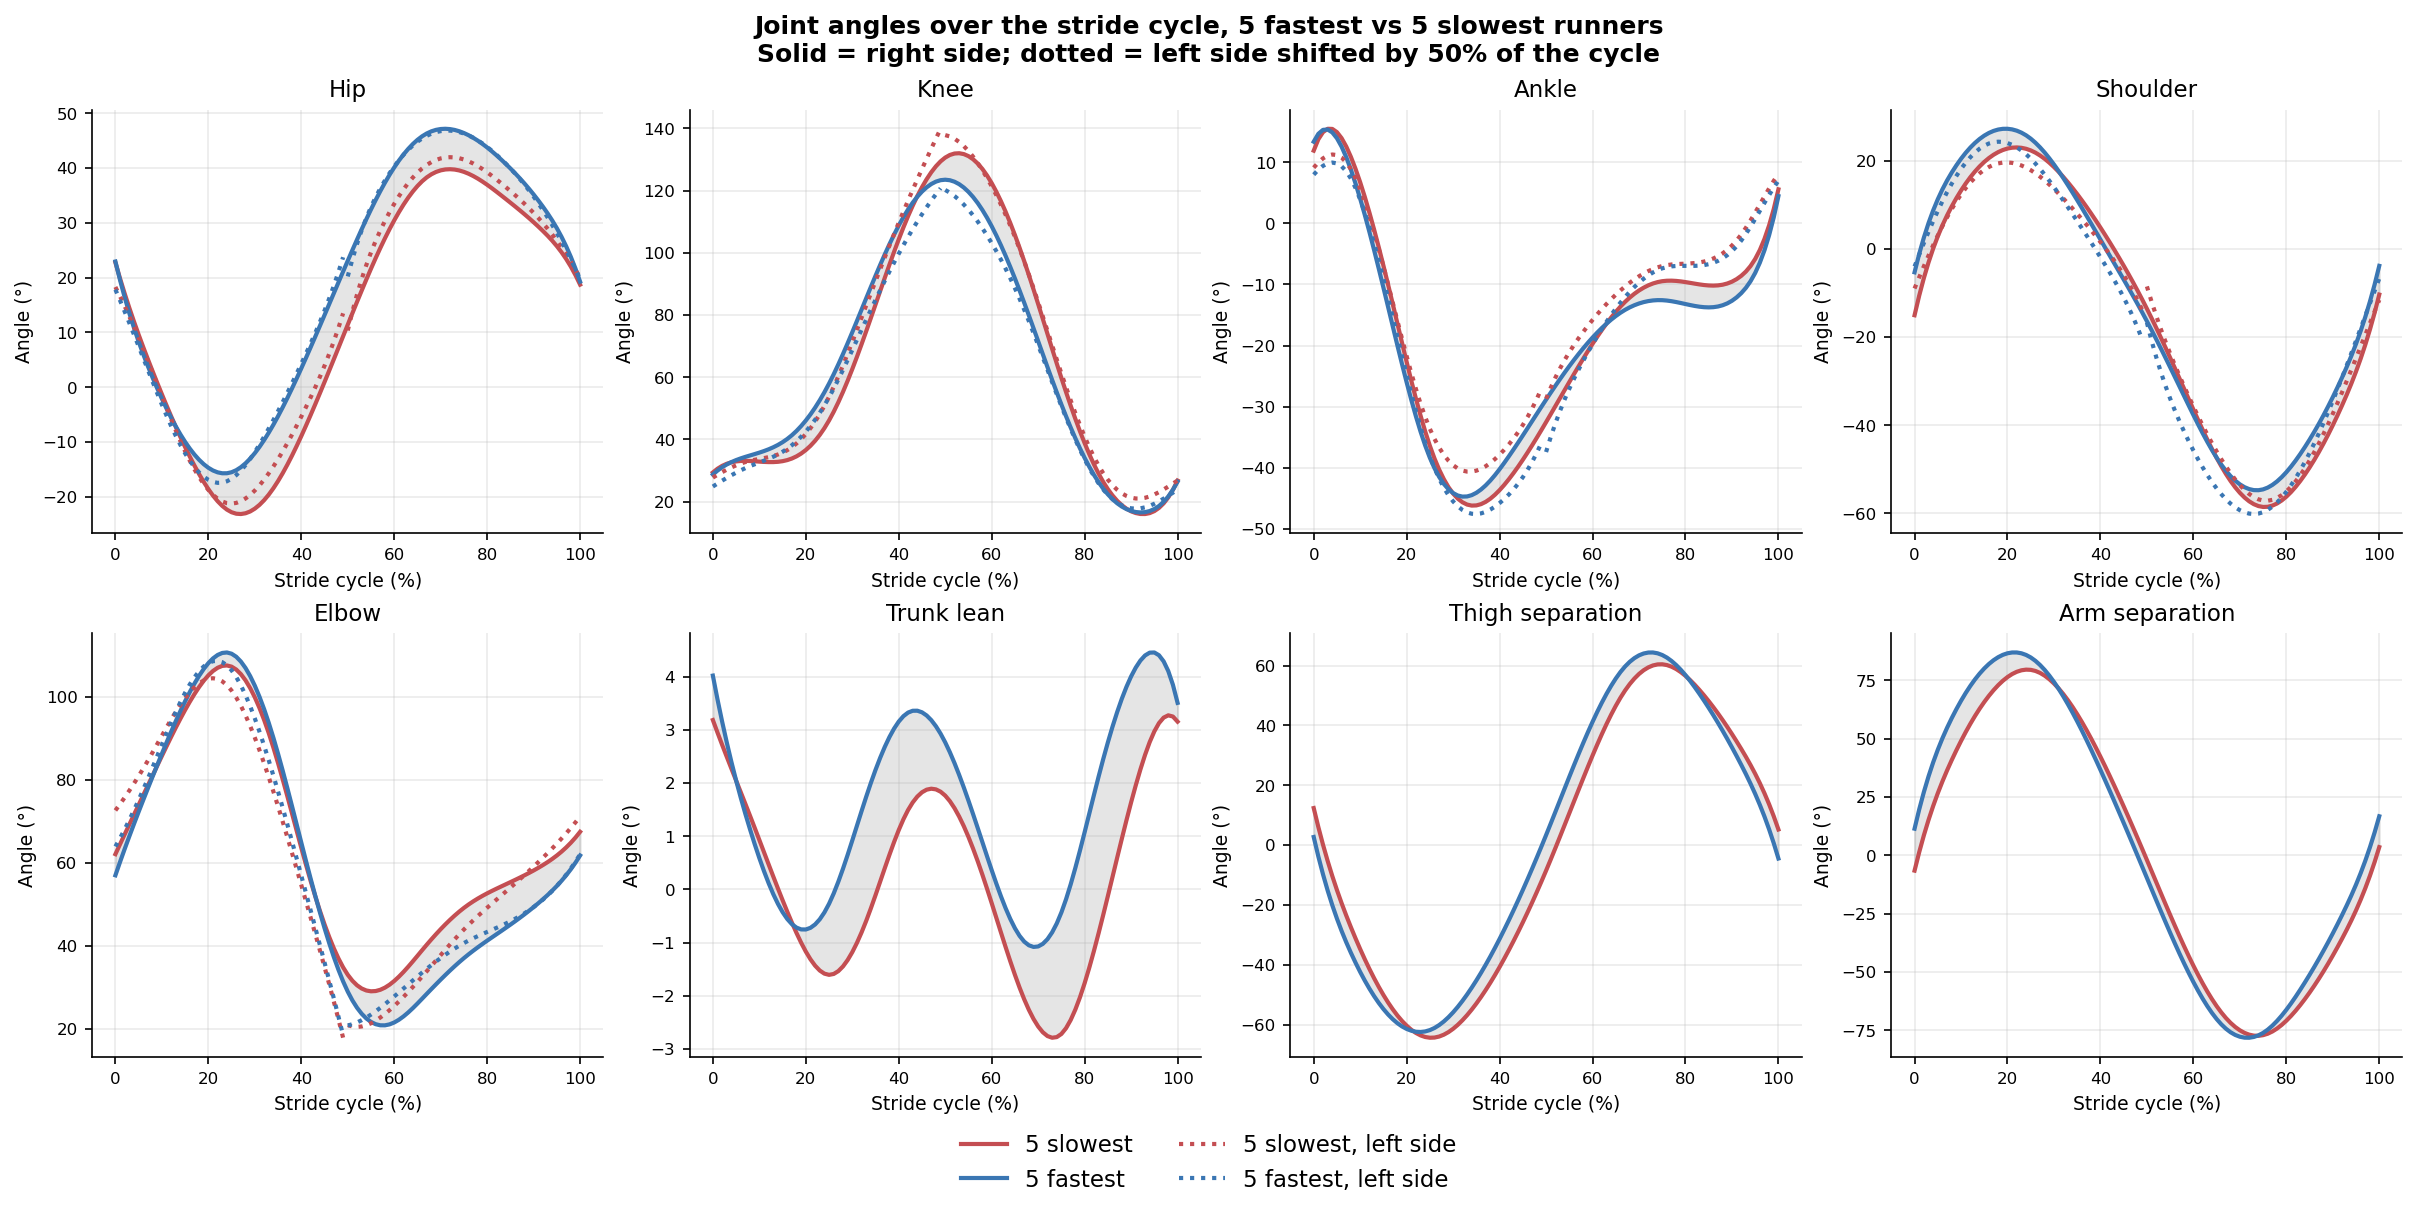 Joint angles over the stride cycle, 5 fastest vs 5 slowest runners
Solid = right side; dotted = left side shifted by 50% of the cycle
Hip
Angle (°)
50
40
30
20
10
0
−10
−20
0 20 40 60 80 100
Stride cycle (%)
Knee
Angle (°)
140
120
100
80
60
40
20
0 20 40 60 80 100
Stride cycle (%)
Ankle
Angle (°)
10
0
−10
−20
−30
−40
−50
0 20 40 60 80 100
Stride cycle (%)
Shoulder
Angle (°)
20
0
−20
−40
−60
0 20 40 60 80 100
Stride cycle (%)
Elbow
Angle (°)
100
80
60
40
20
0 20 40 60 80 100
Stride cycle (%)
Trunk lean
Angle (°)
4
3
2
1
0
−1
−2
−3
0 20 40 60 80 100
Stride cycle (%)
Thigh separation
Angle (°)
60
40
20
0
−20
−40
−60
0 20 40 60 80 100
Stride cycle (%)
Arm separation
Angle (°)
75
50
25
0
−25
−50
−75
0 20 40 60 80 100
Stride cycle (%)
5 slowest
5 fastest
5 slowest, left side
5 fastest, left side